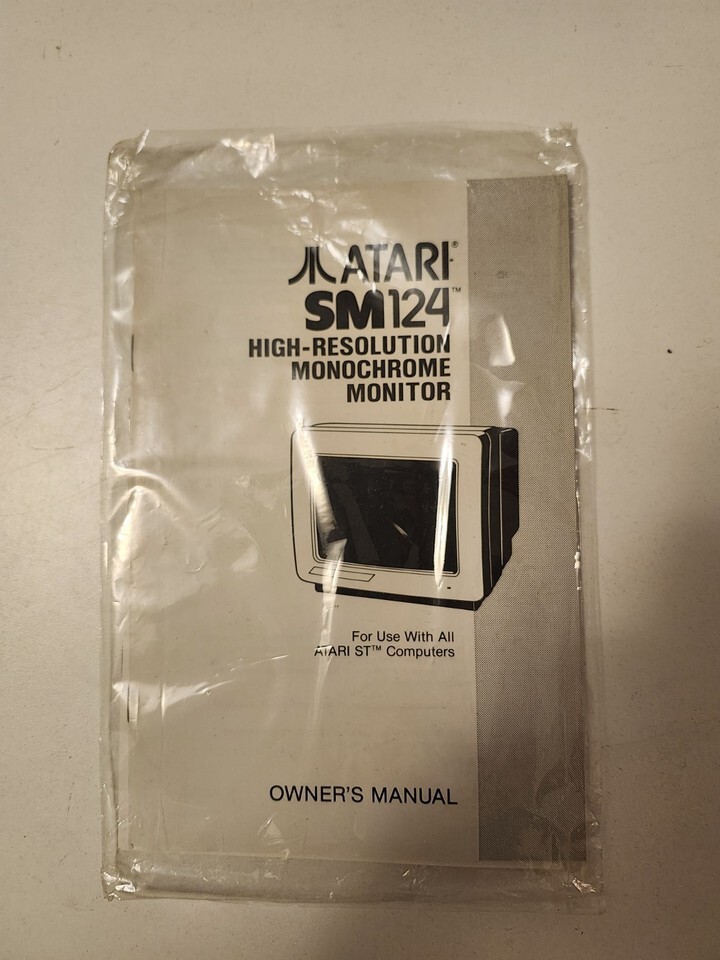 ATARI®
SM124™
HIGH-RESOLUTION
MONOCHROME
MONITOR
For Use With All
ATARI ST™ Computers
OWNER'S MANUAL